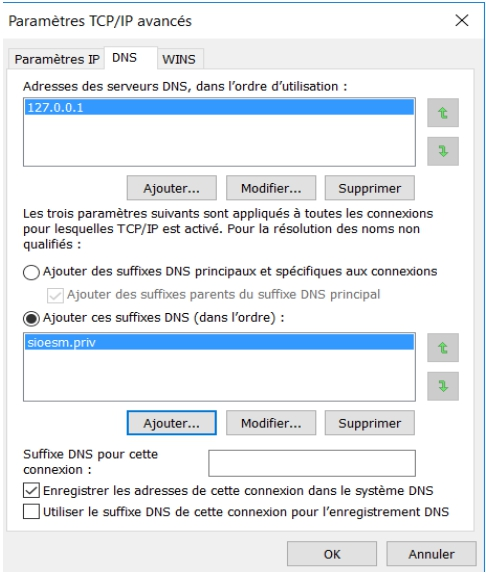 Paramètres TCP/IP avancés
Paramètres IP DNS WINS
Adresses des serveurs DNS, dans l'ordre d'utilisation :
127.0.0.1
Ajouter... Modifier... Supprimer
Les trois paramètres suivants sont appliqués à toutes les connexions
pour lesquelles TCP/IP est activé. Pour la résolution des noms non
qualifiés :
Ajouter des suffixes DNS principaux et spécifiques aux connexions
Ajouter des suffixes parents du suffixe DNS principal
Ajouter ces suffixes DNS (dans l'ordre) :
sioesm.priv
Ajouter... Modifier... Supprimer
Suffixe DNS pour cette
connexion :
Enregistrer les adresses de cette connexion dans le système DNS
Utiliser le suffixe DNS de cette connexion pour l'enregistrement DNS
OK Annuler